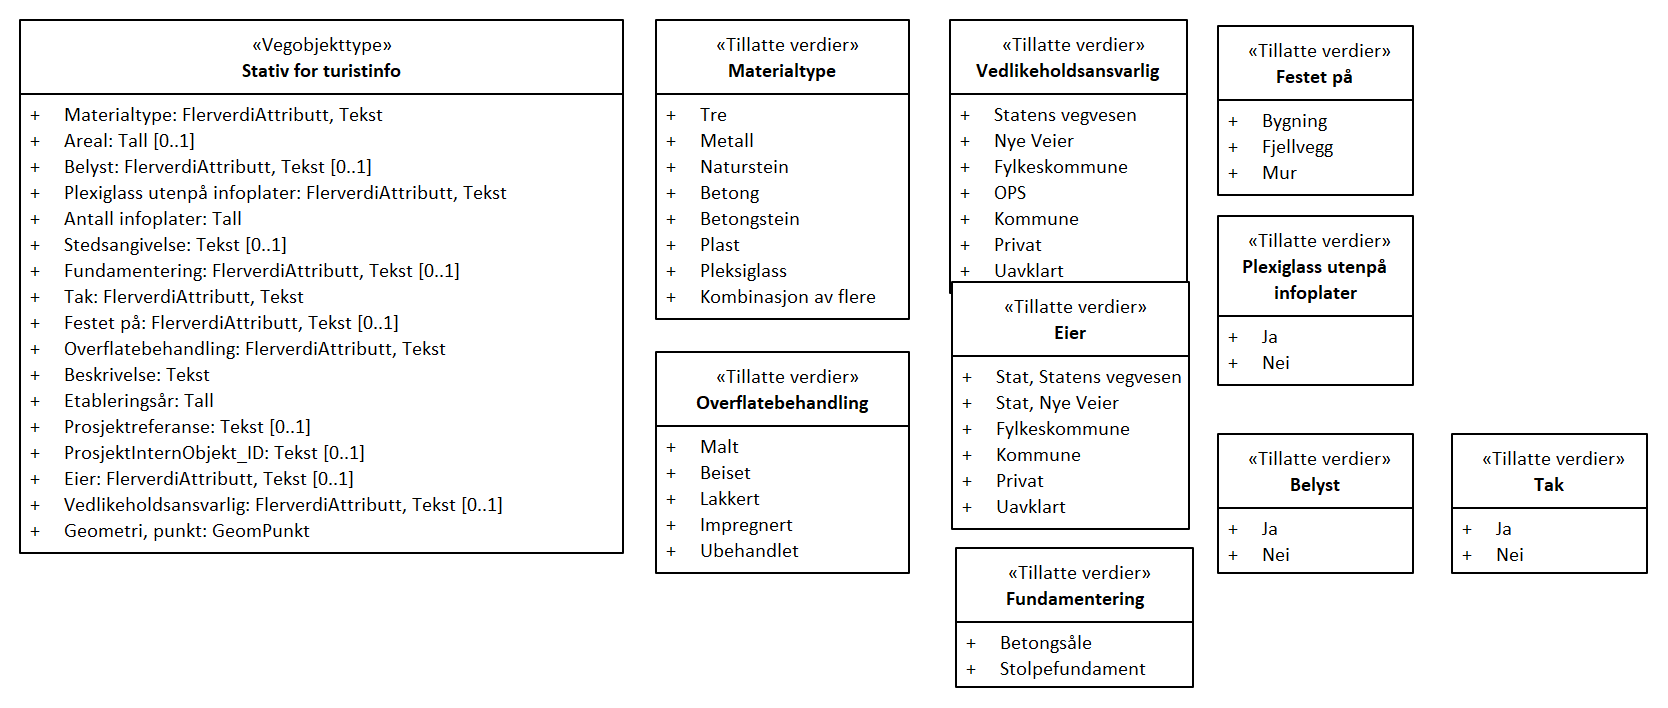 «Vegobjekttype»
Stativ for turistinfo
+ Materialtype: FlerverdiAttributt, Tekst
+ Areal: Tall [0..1]
+ Belyst: FlerverdiAttributt, Tekst [0..1]
+ Plexiglass utenpå infoplater: FlerverdiAttributt, Tekst
+ Antall infoplater: Tall
+ Stedsangivelse: Tekst [0..1]
+ Fundamentering: FlerverdiAttributt, Tekst [0..1]
+ Tak: FlerverdiAttributt, Tekst
+ Festet på: FlerverdiAttributt, Tekst [0..1]
+ Overflatebehandling: FlerverdiAttributt, Tekst
+ Beskrivelse: Tekst
+ Etableringsår: Tall
+ Prosjektreferanse: Tekst [0..1]
+ ProsjektInternObjekt_ID: Tekst [0..1]
+ Eier: FlerverdiAttributt, Tekst [0..1]
+ Vedlikeholdsansvarlig: FlerverdiAttributt, Tekst [0..1]
+ Geometri, punkt: GeomPunkt
«Tillatte verdier»
Materialtype
+ Tre
+ Metall
+ Naturstein
+ Betong
+ Betongstein
+ Plast
+ Pleksiglass
+ Kombinasjon av flere
«Tillatte verdier»
Overflatebehandling
+ Malt
+ Beiset
+ Lakkert
+ Impregnert
+ Ubehandlet
«Tillatte verdier»
Vedlikeholdsansvarlig
+ Statens vegvesen
+ Nye Veier
+ Fylkeskommune
+ OPS
+ Kommune
+ Privat
+ Uavklart
«Tillatte verdier»
Eier
+ Stat, Statens vegvesen
+ Stat, Nye Veier
+ Fylkeskommune
+ Kommune
+ Privat
+ Uavklart
«Tillatte verdier»
Fundamentering
+ Betongsåle
+ Stolpefundament
«Tillatte verdier»
Festet på
+ Bygning
+ Fjellvegg
+ Mur
«Tillatte verdier»
Plexiglass utenpå
infoplater
+ Ja
+ Nei
«Tillatte verdier»
Belyst
+ Ja
+ Nei
«Tillatte verdier»
Tak
+ Ja
+ Nei